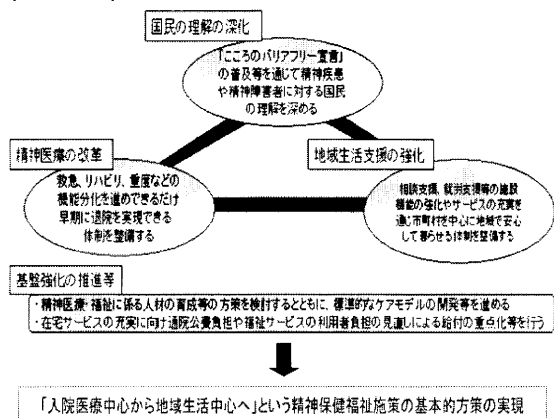 国民の理解の深化
「こころのバリアフリー宣言」
の普及等を通じて精神疾患
や精神障害者に対する国民
の理解を深める
精神医療の改革
救急、リハビリ、重度などの
機能分化を進めできるだけ
早期に退院を実現できる
体制を整備する
地域生活支援の強化
相談支援、就労支援等の施設
機能の強化やサービスの充実を
通じ市町村を中心に地域で安心
して暮らせる体制を整備する
基盤強化の推進等
・精神医療・福祉に係る人材の育成等の方策を検討するとともに、標準的なケアモデルの開発等を進める
・在宅サービスの充実に向け通院公費負担や福祉サービスの利用者負担の見直しによる給付の重点化等を行う
「入院医療中心から地域生活中心へ」という精神保健福祉施策の基本的方策の実現